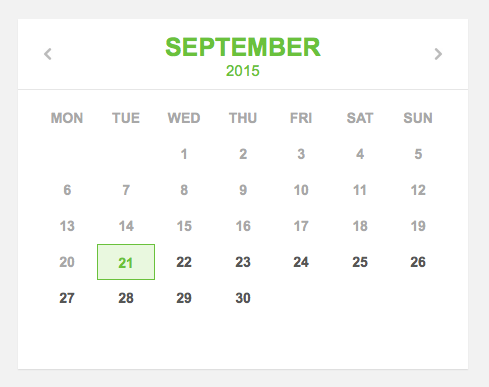 SEPTEMBER
2015
MON TUE WED THU FRI SAT SUN
1 2 3 4 5
6 7 8 9 10 11 12
13 14 15 16 17 18 19
20 21 22 23 24 25 26
27 28 29 30